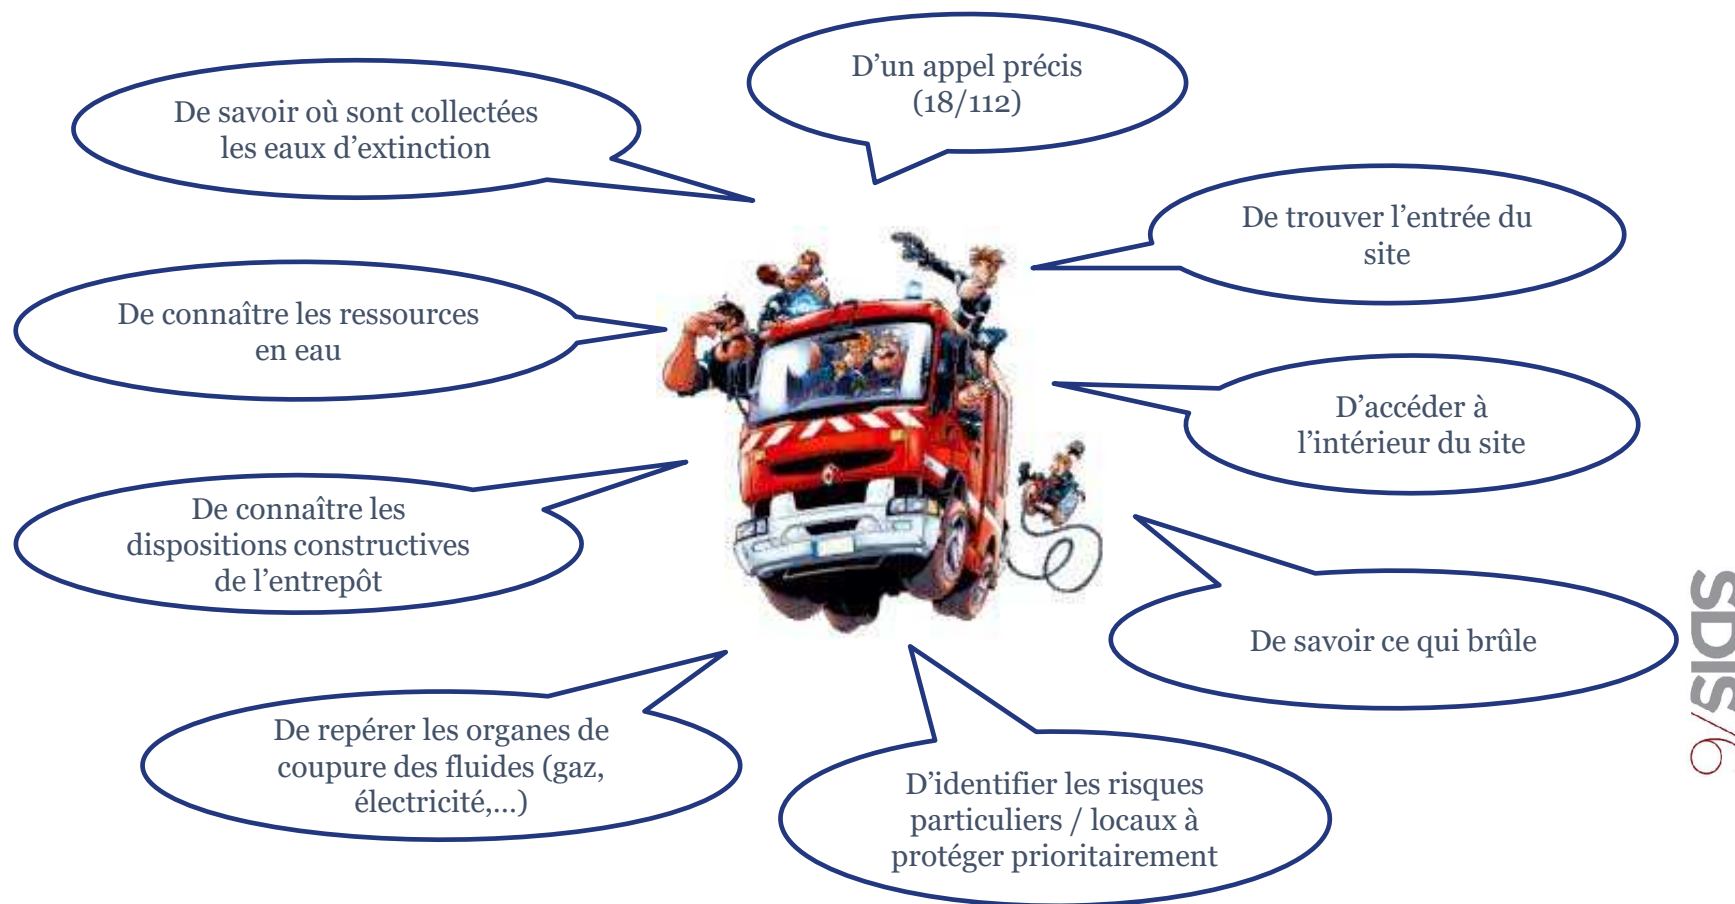 D'un appel précis
(18/112)
De savoir où sont collectées
les eaux d'extinction
De trouver l'entrée du
site
De connaître les ressources
en eau
D'accéder à
l'intérieur du site
De connaître les
dispositions constructives
de l'entrepôt
De savoir ce qui brûle
De repérer les organes de
coupure des fluides (gaz,
électricité,…)
D'identifier les risques
particuliers / locaux à
protéger prioritairement
SDIS/6